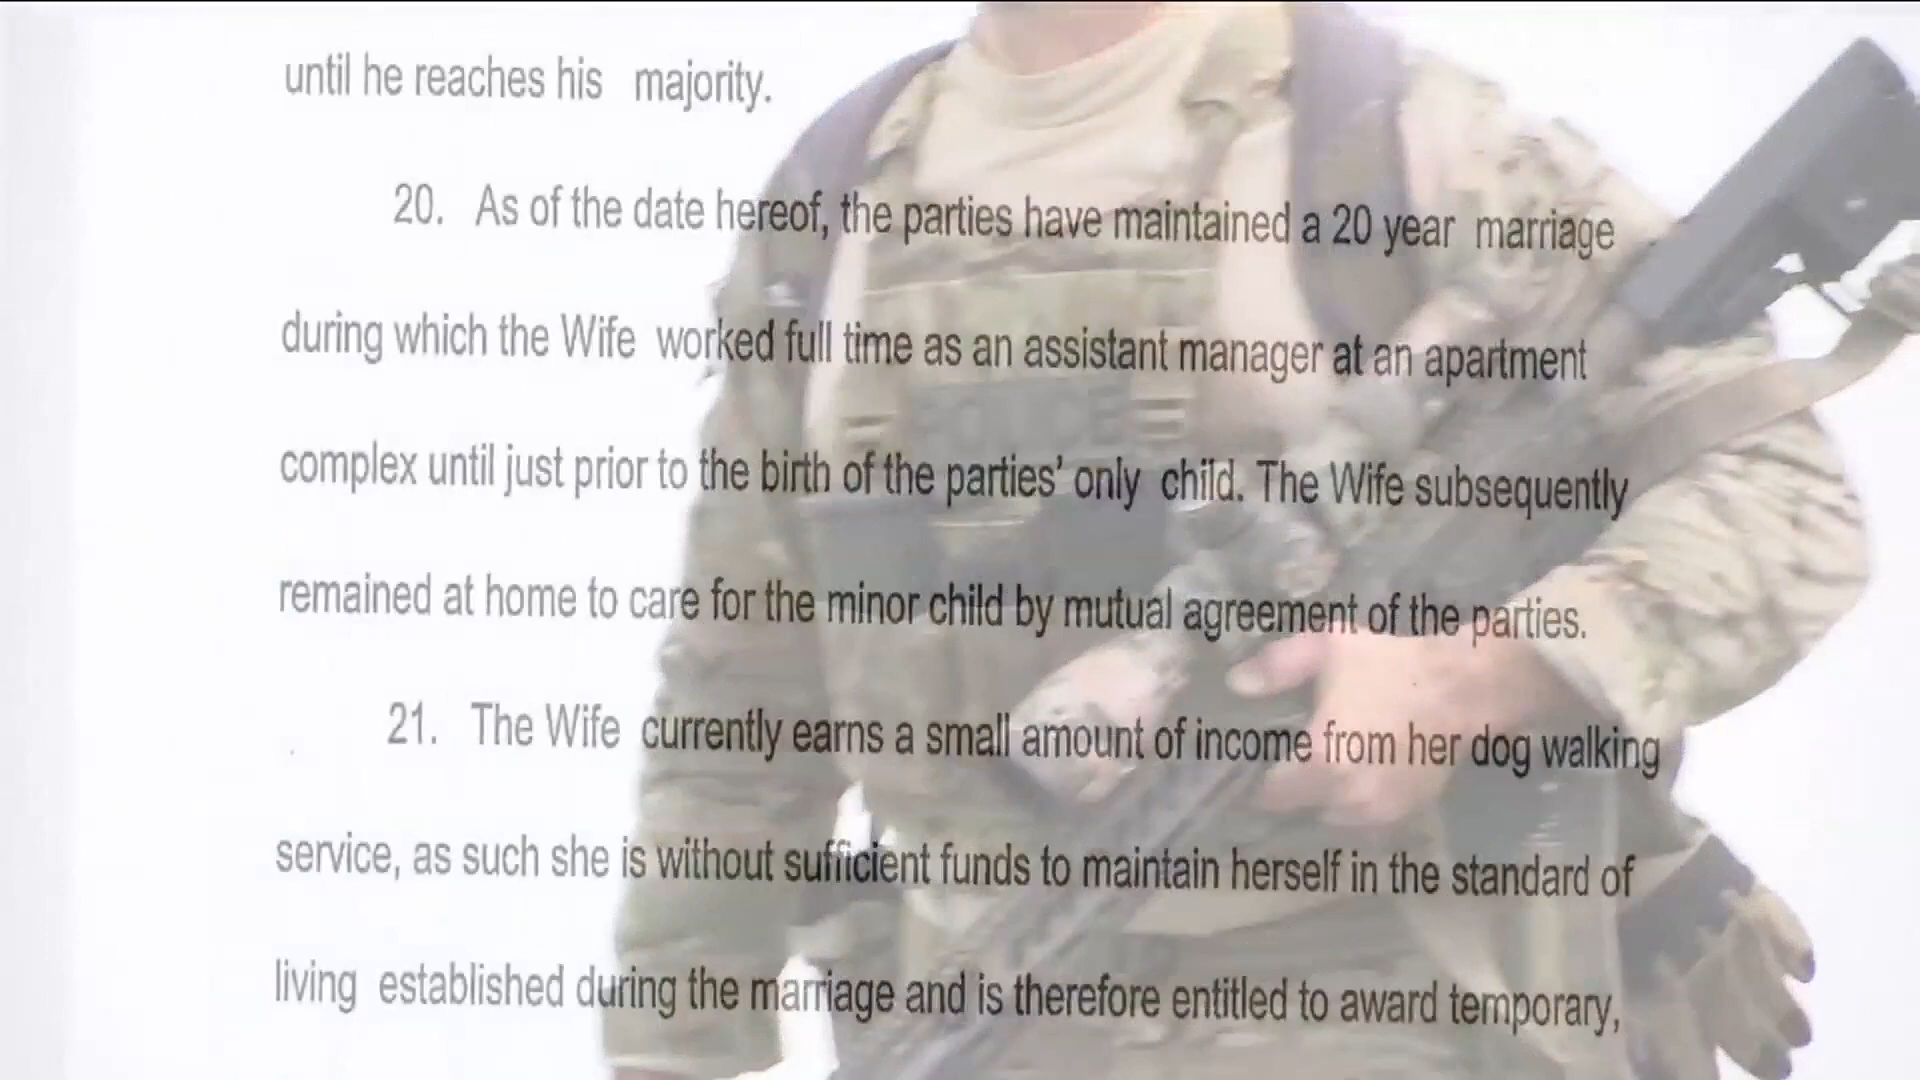 until he reaches his majority.
20. As of the date hereof, the parties have maintained a 20 year marriage
during which the Wife worked full time as an assistant manager at an apartment
complex until just prior to the birth of the parties' only child. The Wife subsequently
remained at home to care for the minor child by mutual agreement of the parties.
21. The Wife currently earns a small amount of income from her dog walking
service, as such she is without sufficient funds to maintain herself in the standard of
living established during the marriage and is therefore entitled to award temporary,
POLICE